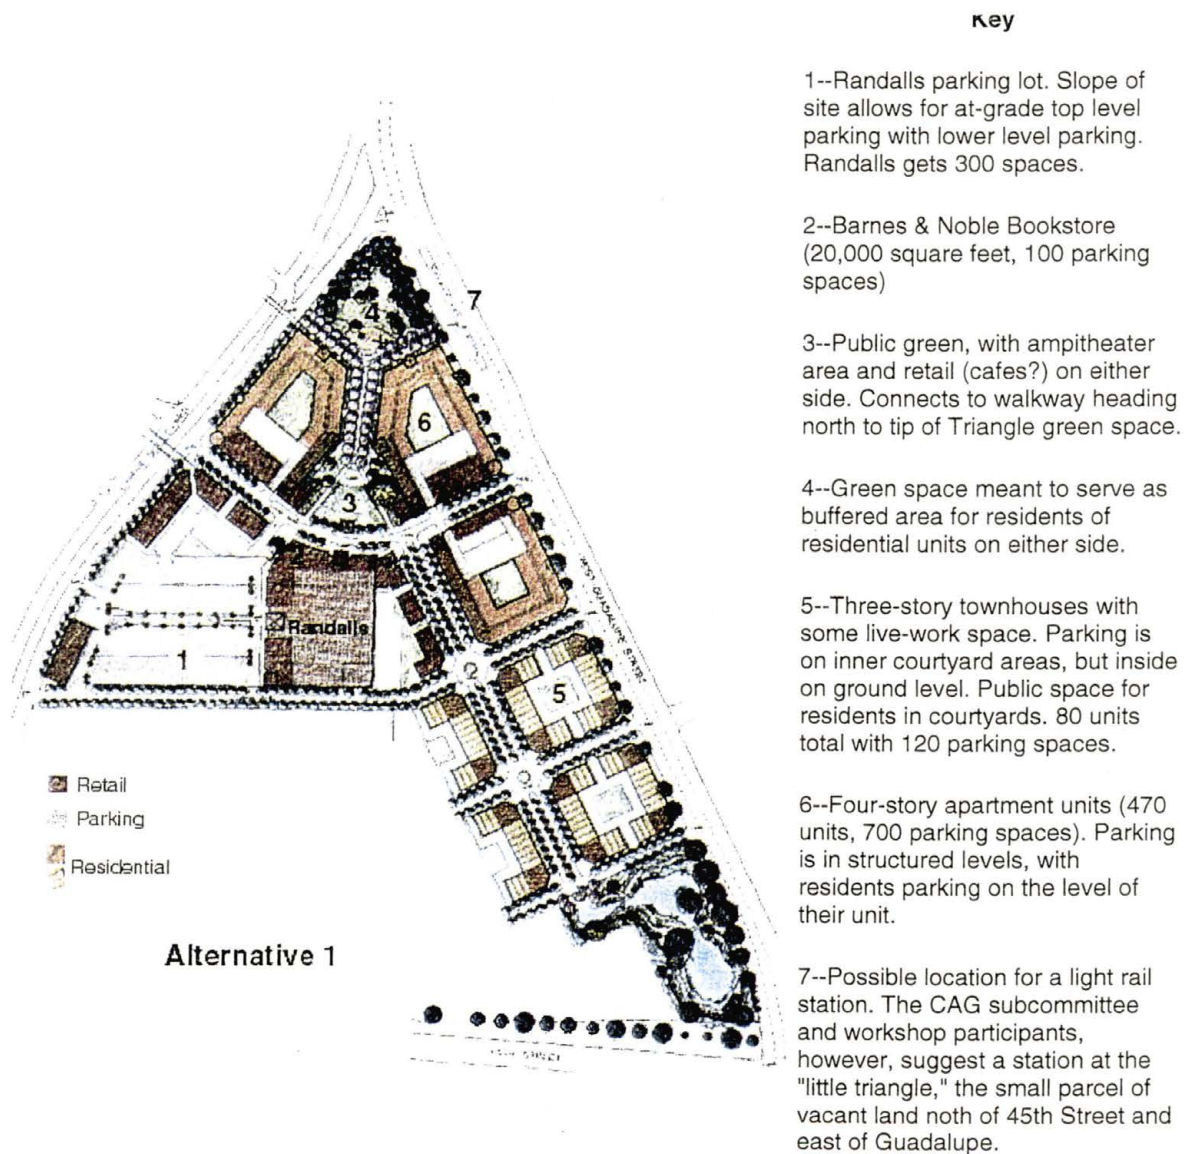 Key
1--Randalls parking lot. Slope of
site allows for at-grade top level
parking with lower level parking.
Randalls gets 300 spaces.
2--Barnes & Noble Bookstore
(20,000 square feet, 100 parking
spaces)
3--Public green, with ampitheater
area and retail (cafes?) on either
side. Connects to walkway heading
north to tip of Triangle green space.
4--Green space meant to serve as
buffered area for residents of
residential units on either side.
5--Three-story townhouses with
some live-work space. Parking is
on inner courtyard areas, but inside
on ground level. Public space for
residents in courtyards. 80 units
total with 120 parking spaces.
6--Four-story apartment units (470
units, 700 parking spaces). Parking
is in structured levels, with
residents parking on the level of
their unit.
7--Possible location for a light rail
station. The CAG subcommittee
and workshop participants,
however, suggest a station at the
"little triangle," the small parcel of
vacant land noth of 45th Street and
east of Guadalupe.
7
4
6
3
2
Randalls
1
5
WEST GUADALUPE STREET
Retail
Parking
Residential
Alternative 1
STREET